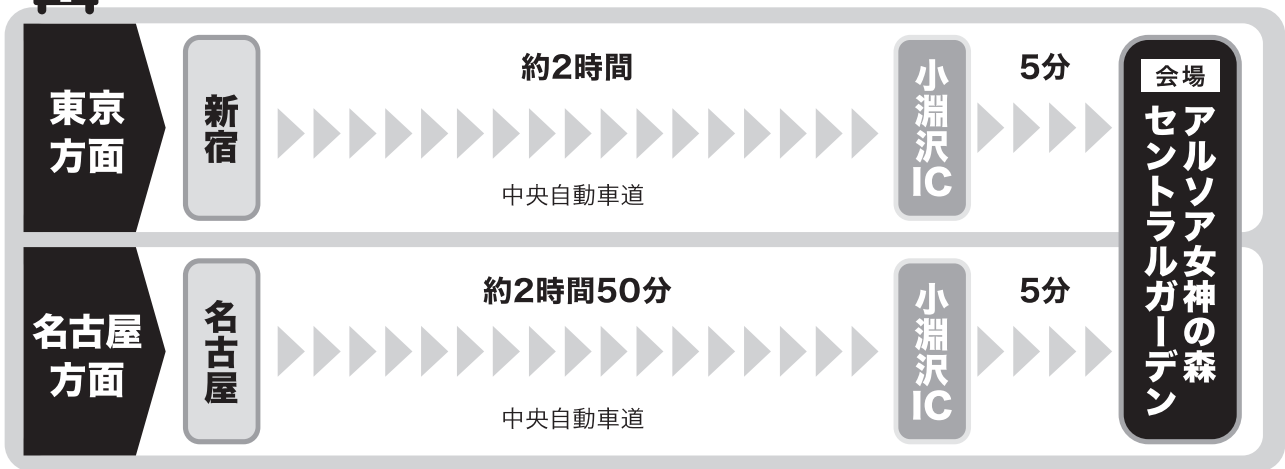 東京
方面
新宿
約2時間
中央自動車道
小淵沢IC
5分
名古屋
方面
名古屋
約2時間50分
中央自動車道
小淵沢IC
5分
会場
アルソア女神の森
セントラルガーデン